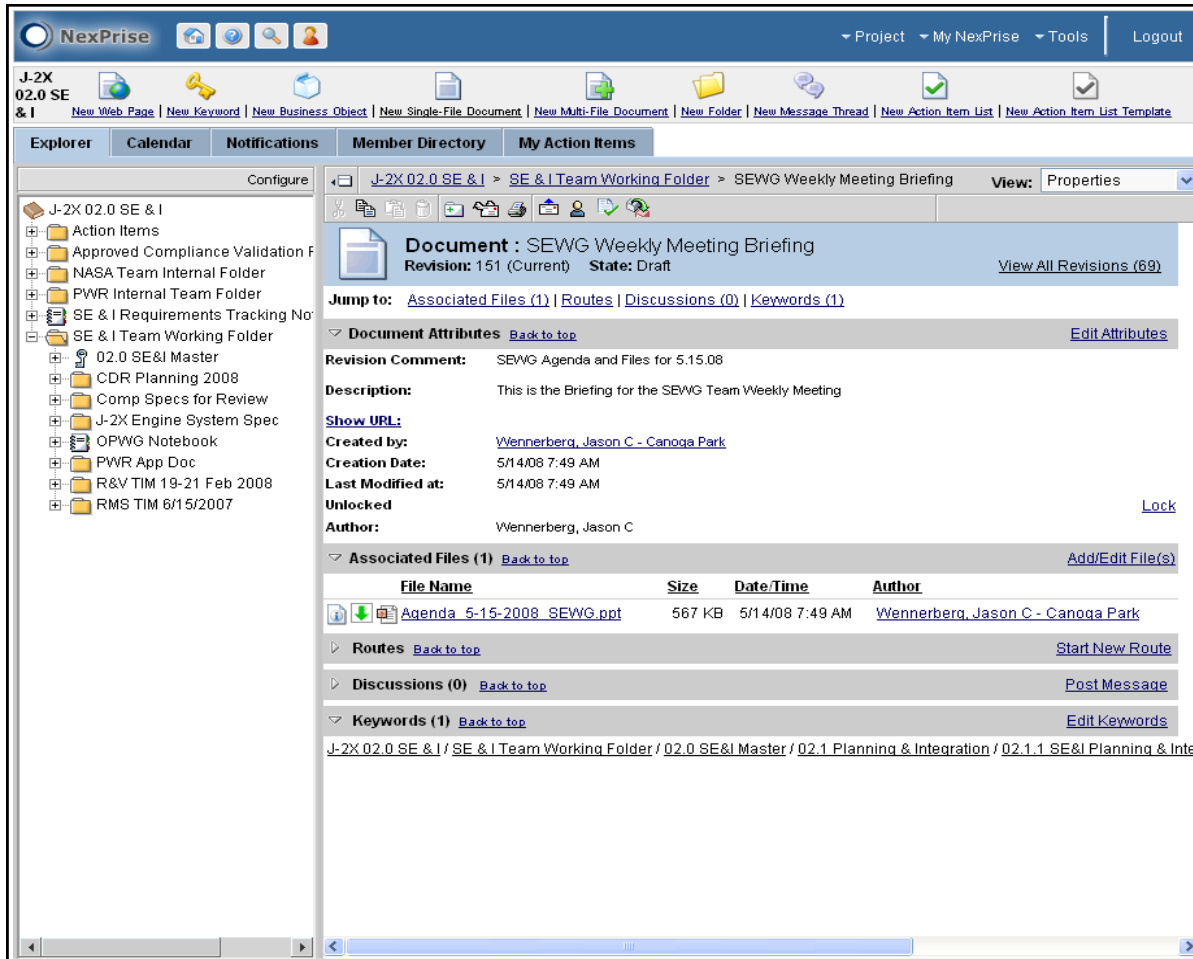 NexPrise
Project My NexPrise Tools Logout
J-2X
02.0 SE
& I
New Web Page | New Keyword | New Business Object | New Single-File Document | New Multi-File Document | New Folder | New Message Thread | New Action Item List | New Action Item List Template
Explorer Calendar Notifications Member Directory My Action Items
Configure
J-2X 02.0 SE & I
Action Items
Approved Compliance Validation F
NASA Team Internal Folder
PWR Internal Team Folder
SE & I Requirements Tracking No
SE & I Team Working Folder
02.0 SE&I Master
CDR Planning 2008
Comp Specs for Review
J-2X Engine System Spec
OPWG Notebook
PWR App Doc
R&V TIM 19-21 Feb 2008
RMS TIM 6/15/2007
J-2X 02.0 SE & I > SE & I Team Working Folder > SEWG Weekly Meeting Briefing View: Properties
Document : SEWG Weekly Meeting Briefing
Revision: 151 (Current) State: Draft View All Revisions (69)
Jump to: Associated Files (1) | Routes | Discussions (0) | Keywords (1)
Document Attributes Back to top Edit Attributes
Revision Comment: SEWG Agenda and Files for 5.15.08
Description: This is the Briefing for the SEWG Team Weekly Meeting
Show URL:
Created by: Wennerberg, Jason C - Canoga Park
Creation Date: 5/14/08 7:49 AM
Last Modified at: 5/14/08 7:49 AM
Unlocked Lock
Author: Wennerberg, Jason C
Associated Files (1) Back to top Add/Edit File(s)
File Name Size Date/Time Author
Agenda_5-15-2008_SEWG.ppt 567 KB 5/14/08 7:49 AM Wennerberg, Jason C - Canoga Park
Routes Back to top Start New Route
Discussions (0) Back to top Post Message
Keywords (1) Back to top Edit Keywords
J-2X 02.0 SE & I / SE & I Team Working Folder / 02.0 SE&I Master / 02.1 Planning & Integration / 02.1.1 SE&I Planning & Inte